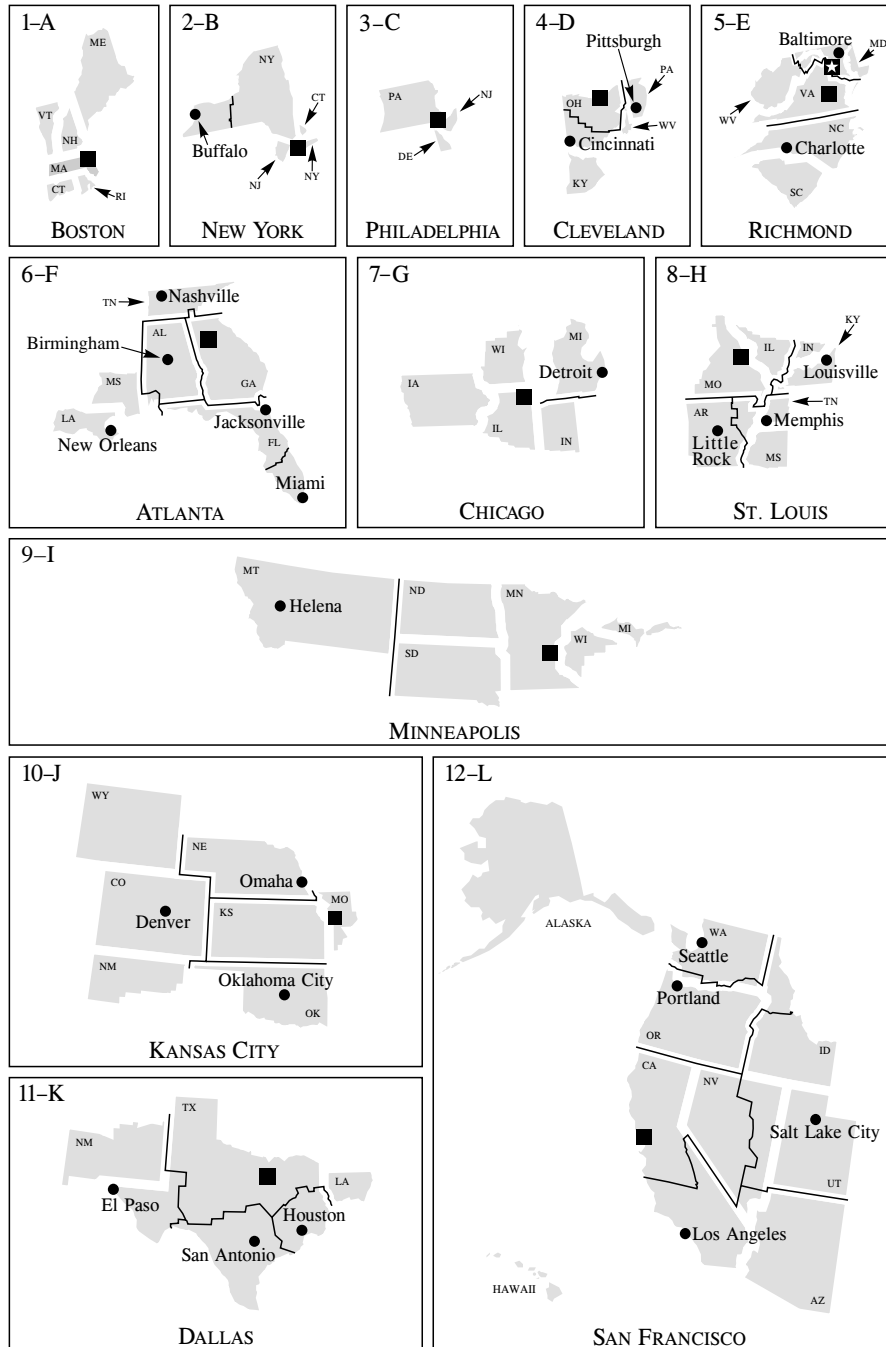 1–A
ME
VT
NH
MA
CT
RI
BOSTON
2–B
NY
CT
Buffalo
NJ
NY
NEW YORK
3–C
PA
NJ
DE
PHILADELPHIA
4–D
Pittsburgh
PA
OH
WV
Cincinnati
KY
CLEVELAND
5–E
Baltimore
MD
VA
WV
NC
Charlotte
SC
RICHMOND
6–F
TN
Nashville
AL
Birmingham
MS
GA
LA
Jacksonville
New Orleans
FL
Miami
ATLANTA
7–G
WI
MI
Detroit
IA
IL
IN
CHICAGO
8–H
KY
IL
IN
Louisville
MO
TN
AR
Memphis
Little
Rock
MS
ST. LOUIS
9–I
MT
ND
MN
Helena
MI
WI
SD
MINNEAPOLIS
10–J
WY
NE
CO
Omaha
MO
KS
Denver
NM
Oklahoma City
OK
KANSAS CITY
11–K
TX
NM
LA
El Paso
Houston
San Antonio
DALLAS
12–L
ALASKA
WA
Seattle
Portland
OR
ID
CA
NV
Salt Lake City
UT
Los Angeles
HAWAII
AZ
SAN FRANCISCO